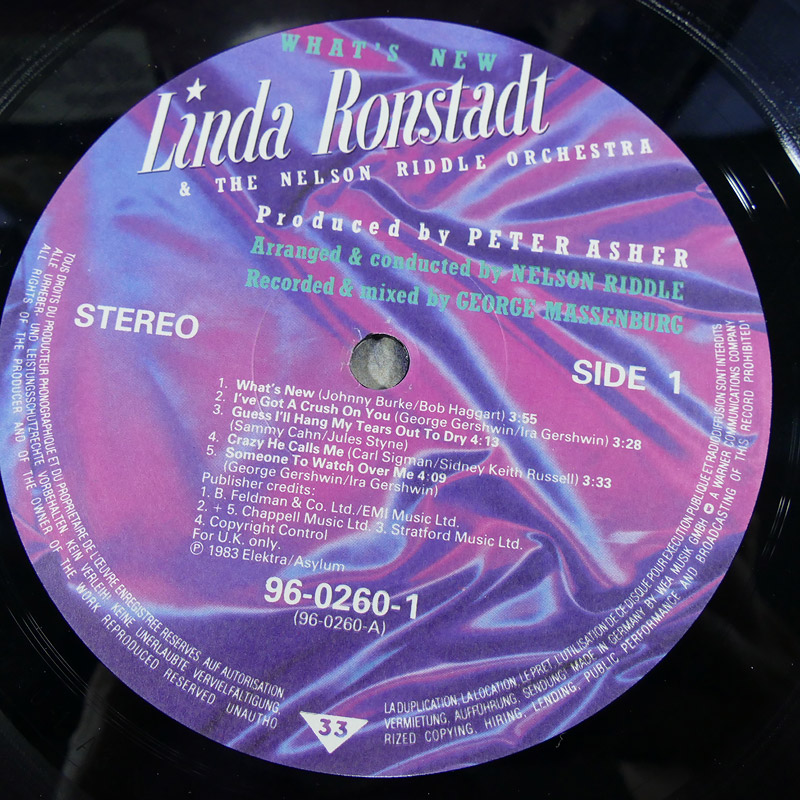 WHAT'S NEW
Linda Ronstadt
& THE NELSON RIDDLE ORCHESTRA
Produced by PETER ASHER
Arranged & conducted by NELSON RIDDLE
Recorded & mixed by GEORGE MASSENBURG
STEREO
SIDE 1
1. What's New (Johnny Burke/Bob Haggart) 3:55
2. I've Got A Crush On You (George Gershwin/Ira Gershwin) 3:28
3. Guess I'll Hang My Tears Out To Dry 4:13
(Sammy Cahn/Jules Styne)
4. Crazy He Calls Me (Carl Sigman/Sidney Keith Russell) 3:33
5. Someone To Watch Over Me 4:09
(George Gershwin/Ira Gershwin)
Publisher credits:
1. B. Feldman & Co. Ltd./EMI Music Ltd.
2. + 5. Chappell Music Ltd. 3. Stratford Music Ltd.
4. Copyright Control
For U.K. only.
℗ 1983 Elektra/Asylum
96-0260-1
(96-0260-A)
33
TOUS DROITS DU PRODUCTEUR PHONOGRAPHIQUE ET DU PROPRIETAIRE DE L'ŒUVRE ENREGISTREE RESERVES. AUF AUTORISATION
LA DUPLICATION, LA LOCATION, LE PRET, L'UTILISATION DE CE DISQUE POUR EXECUTION PUBLIQUE ET RADIODIFFUSION SONT INTERDITS
ALLE URHEBER- UND LEISTUNGSSCHUTZRECHTE VORBEHALTEN. KEIN VERLEIH! KEINE UNERLAUBTE VERVIELFÄLTIGUNG,
VERMIETUNG, AUFFÜHRUNG, SENDUNG! MADE IN GERMANY BY WEA MUSIK GMBH A WARNER COMMUNICATIONS COMPANY
ALL RIGHTS OF THE PRODUCER AND OF THE OWNER OF THE WORK REPRODUCED RESERVED UNAUTHO
RIZED COPYING, HIRING, LENDING, PUBLIC PERFORMANCE AND BROADCASTING OF THIS RECORD PROHIBITED!